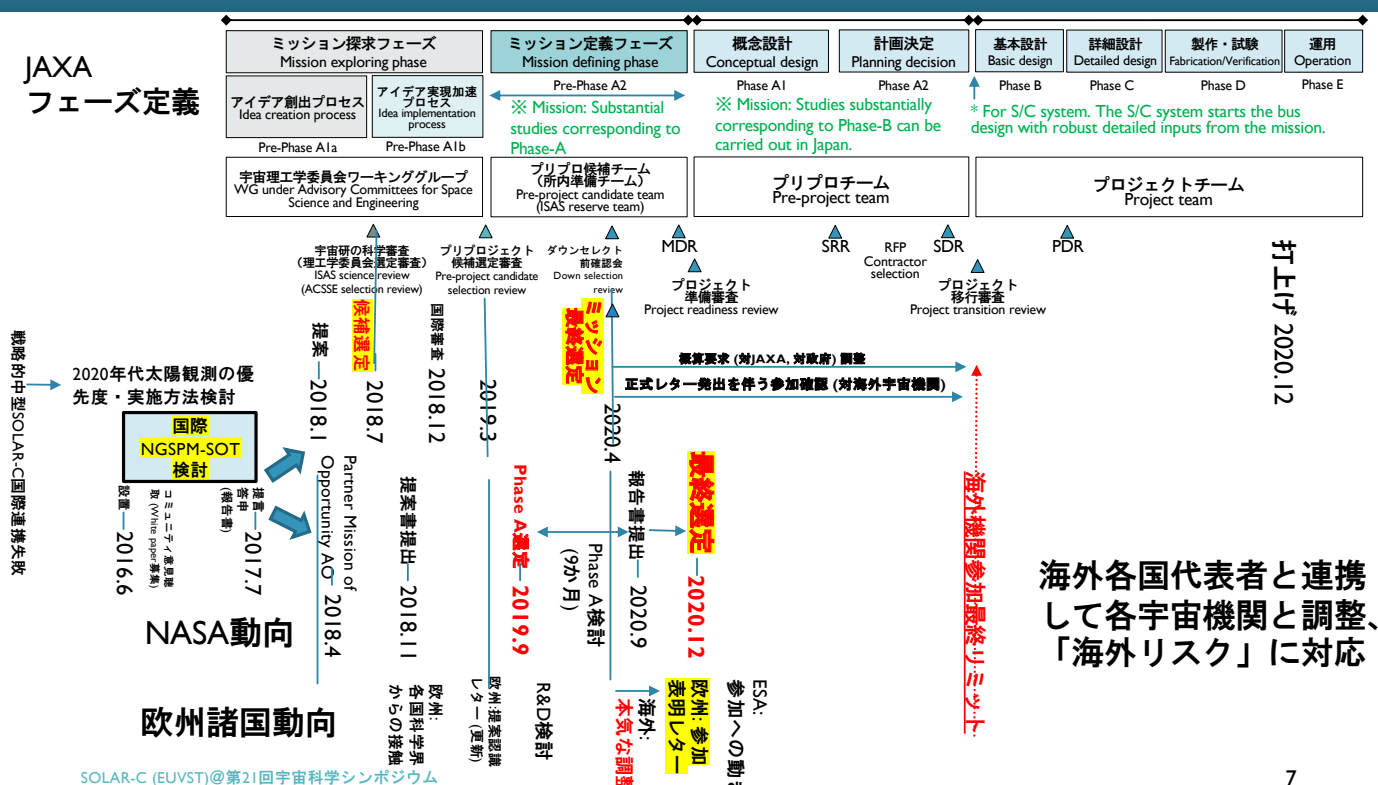 JAXA
フェーズ定義
ミッション探求フェーズ
Mission exploring phase
ミッション定義フェーズ
Mission defining phase
概念設計
Conceptual design
計画決定
Planning decision
基本設計
Basic design
詳細設計
Detailed design
製作・試験
Fabrication/Verification
運用
Operation
アイデア創出プロセス
Idea creation process
アイデア実現加速
プロセス
Idea implementation
process
Pre-Phase A1a
Pre-Phase A1b
Pre-Phase A2
Phase A1
Phase A2
Phase B
Phase C
Phase D
Phase E
※ Mission: Substantial
studies corresponding to
Phase-A
※ Mission: Studies substantially
corresponding to Phase-B can be
carried out in Japan.
* For S/C system. The S/C system starts the bus
design with robust detailed inputs from the mission.
宇宙理工学委員会ワーキンググループ
WG under Advisory Committees for Space
Science and Engineering
プリプロ候補チーム
(所内準備チーム)
Pre-project candidate team
(ISAS reserve team)
プリプロチーム
Pre-project team
プロジェクトチーム
Project team
宇宙研の科学審査
(理工学委員会選定審査)
ISAS science review
(ACSSE selection review)
プリプロジェクト
候補選定審査
Pre-project candidate
selection review
ダウンセレクト
前確認会
Down selection
review
MDR
プロジェクト
準備審査
Project readiness review
SRR
RFP
Contractor
selection
SDR
プロジェクト
移行審査
Project transition review
PDR
打上げ 2020.12
戦略的中型SOLAR-C国際連携失敗
2020年代太陽観測の優
先度・実施方法検討
国際
NGSPM-SOT
検討
設置—2016.6
コミュニティ意見聴
取 (White paper募集)
提言
答申
(報告書)
—2017.7
提案—2018.1
候補選定
2018.7
国際審査 2018.12
2019.3
ミッション
最終選定
2020.4
概算要求 (対JAXA, 対政府) 調整
正式レター発出を伴う参加確認 (対海外宇宙機関)
Partner Mission of
Opportunity AO—2018.4
提案書提出—2018.11
Phase A選定—2019.9
Phase A検討
(9か月)
報告書提出—2020.9
最終選定—2020.12
海外機関参加最終リミット
NASA動向
欧州諸国動向
欧州:
各国科学界
からの接触
欧州:提案認識
レター (更新)
R&D検討
海外:
本気な調整
欧州: 参加
表明レター
ESA:
参加への動き
海外各国代表者と連携
して各宇宙機関と調整、
「海外リスク」に対応
SOLAR-C (EUVST)@第21回宇宙科学シンポジウム
7